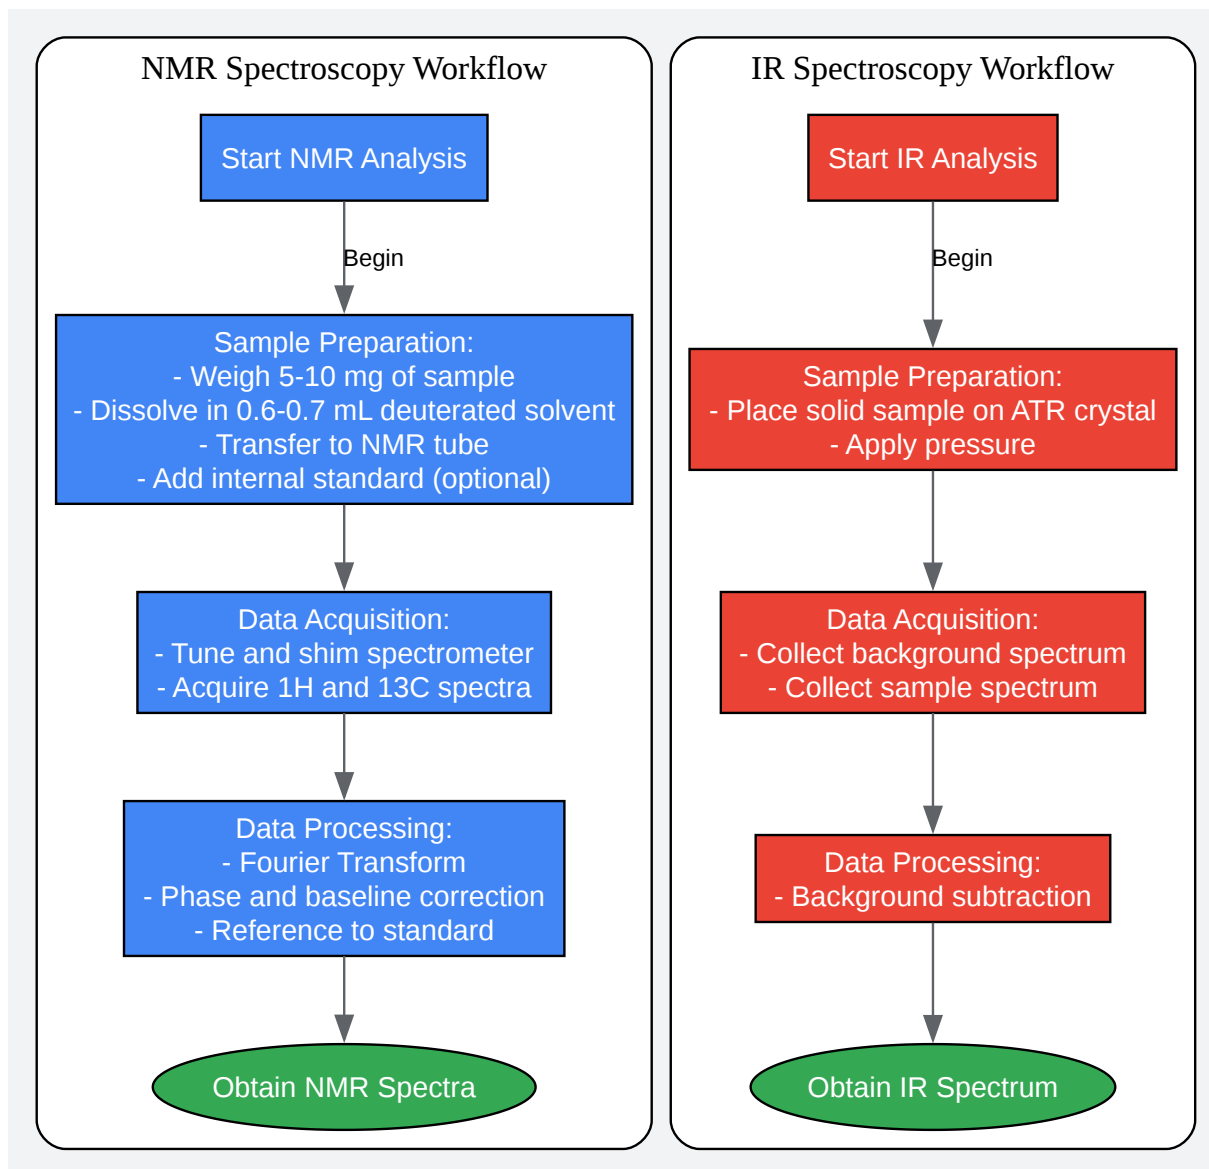 NMR Spectroscopy Workflow
Start NMR Analysis
Begin
Sample Preparation:
- Weigh 5-10 mg of sample
- Dissolve in 0.6-0.7 mL deuterated solvent
- Transfer to NMR tube
- Add internal standard (optional)
Data Acquisition:
- Tune and shim spectrometer
- Acquire 1H and 13C spectra
Data Processing:
- Fourier Transform
- Phase and baseline correction
- Reference to standard
Obtain NMR Spectra
IR Spectroscopy Workflow
Start IR Analysis
Begin
Sample Preparation:
- Place solid sample on ATR crystal
- Apply pressure
Data Acquisition:
- Collect background spectrum
- Collect sample spectrum
Data Processing:
- Background subtraction
Obtain IR Spectrum